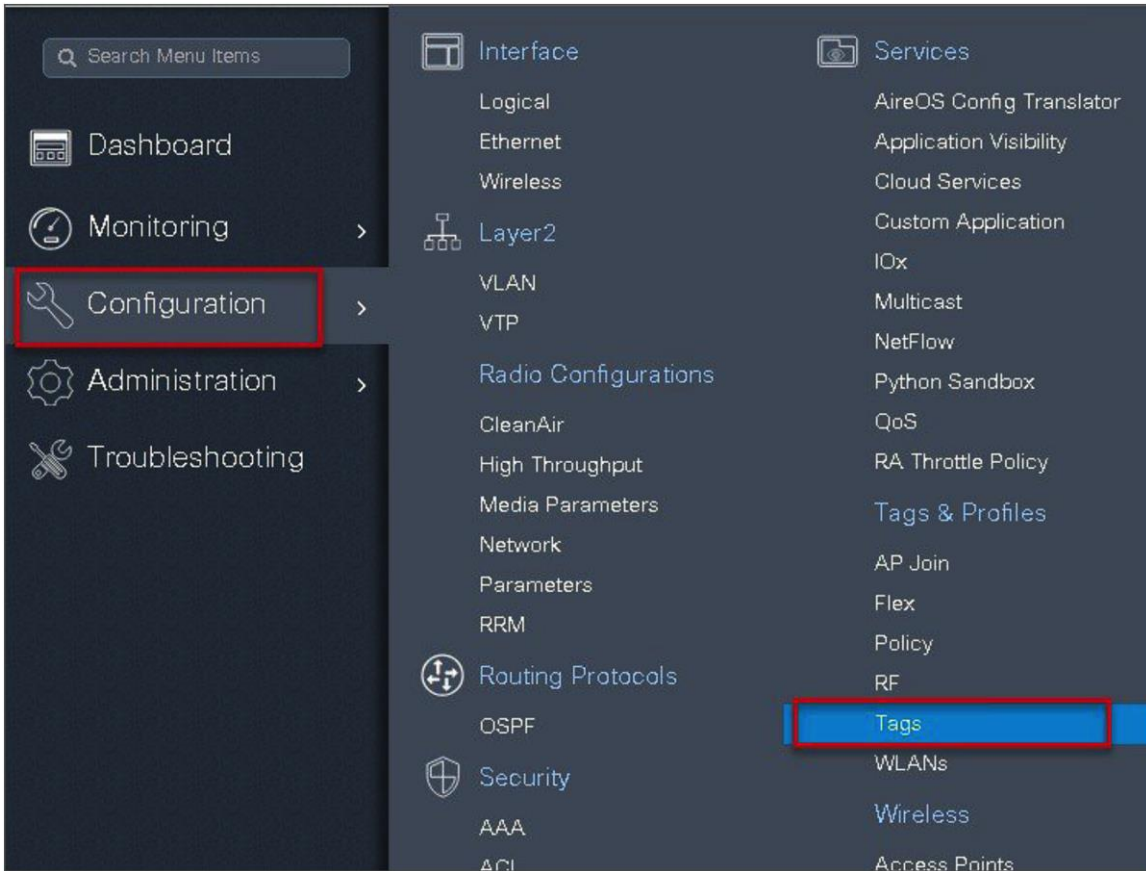 Search Menu Items
Dashboard
Monitoring
Configuration
Administration
Troubleshooting
Interface
Logical
Ethernet
Wireless
Layer2
VLAN
VTP
Radio Configurations
CleanAir
High Throughput
Media Parameters
Network
Parameters
RRM
Routing Protocols
OSPF
Security
AAA
ACL
Services
AireOS Config Translator
Application Visibility
Cloud Services
Custom Application
IOx
Multicast
NetFlow
Python Sandbox
QoS
RA Throttle Policy
Tags & Profiles
AP Join
Flex
Policy
RF
Tags
WLANs
Wireless
Access Points